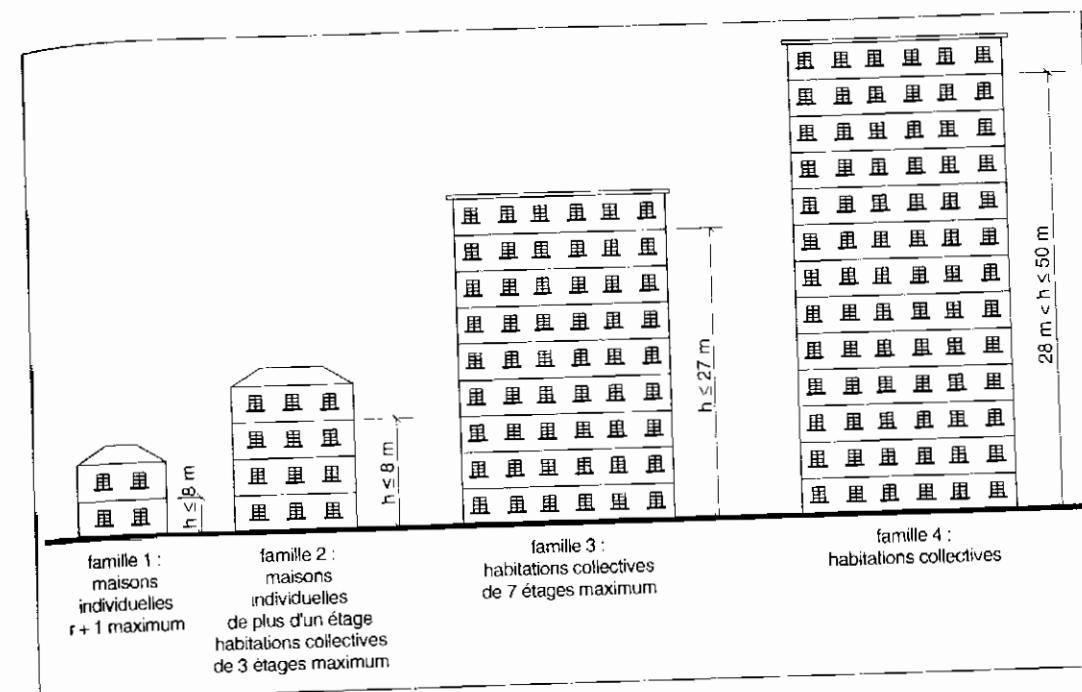 h ≤ 8 m
h ≤ 8 m
h ≤ 27 m
28 m < h ≤ 50 m
famille 1 :
maisons
individuelles
r + 1 maximum
famille 2 :
maisons
individuelles
de plus d'un étage
habitations collectives
de 3 étages maximum
famille 3 :
habitations collectives
de 7 étages maximum
famille 4 :
habitations collectives